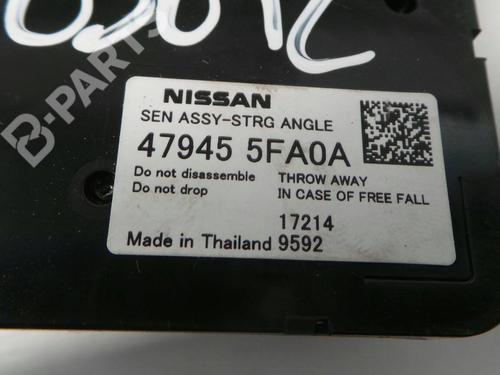 NISSAN
SEN ASSY-STRG ANGLE
47945 5FA0A
Do not disassemble THROW AWAY
Do not drop IN CASE OF FREE FALL
17214
Made in Thailand 9592